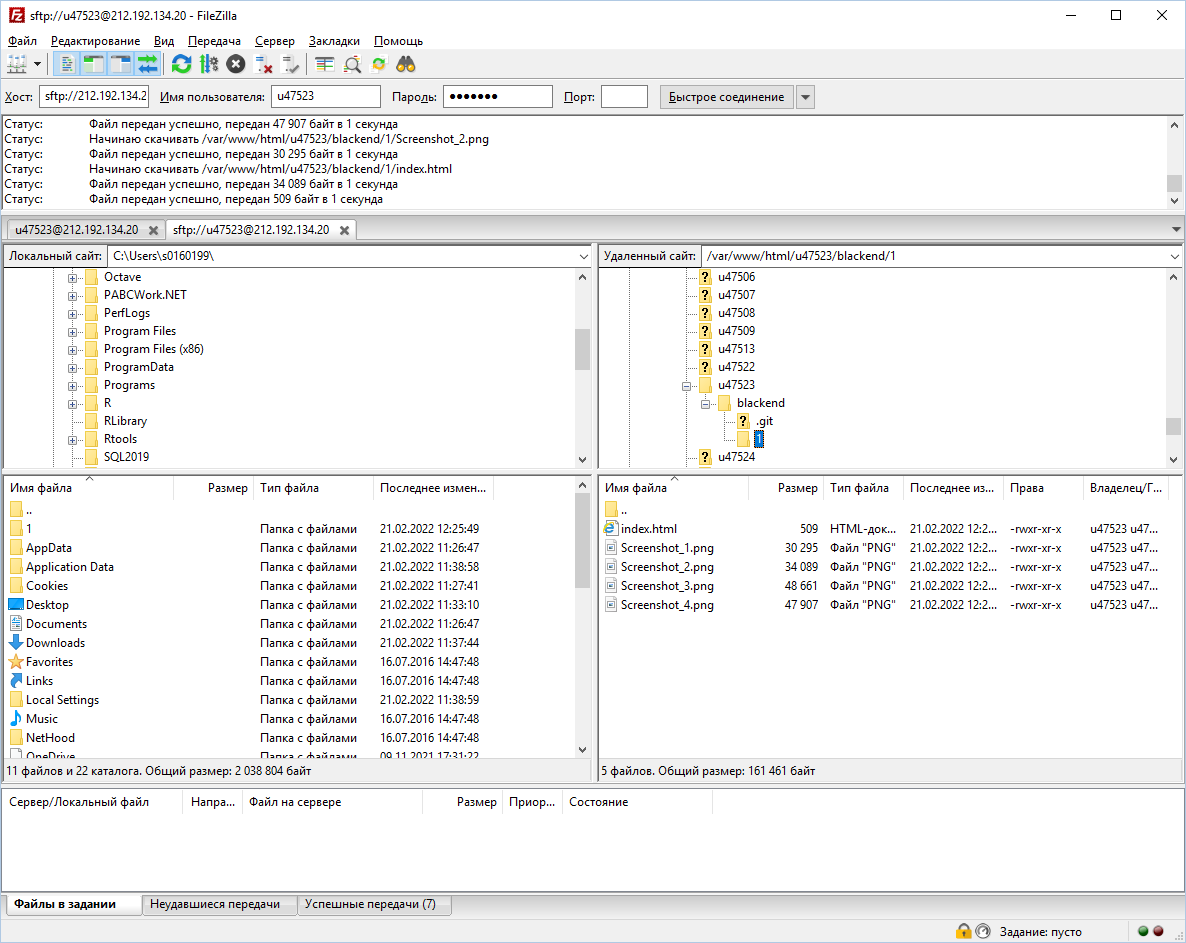 sftp://u47523@212.192.134.20 - FileZilla
Файл Редактирование Вид Передача Сервер Закладки Помощь
Хост: sftp://212.192.134.2 Имя пользователя: u47523 Пароль: ●●●●●●● Порт: Быстрое соединение
Статус: Файл передан успешно, передан 47 907 байт в 1 секунда
Статус: Начинаю скачивать /var/www/html/u47523/blackend/1/Screenshot_2.png
Статус: Файл передан успешно, передан 30 295 байт в 1 секунда
Статус: Начинаю скачивать /var/www/html/u47523/blackend/1/index.html
Статус: Файл передан успешно, передан 34 089 байт в 1 секунда
Статус: Файл передан успешно, передан 509 байт в 1 секунда
u47523@212.192.134.20 sftp://u47523@212.192.134.20
Локальный сайт: C:\Users\s0160199\
Octave
PABCWork.NET
PerfLogs
Program Files
Program Files (x86)
ProgramData
Programs
R
RLibrary
Rtools
SQL2019
Удаленный сайт: /var/www/html/u47523/blackend/1
u47506
u47507
u47508
u47509
u47513
u47522
u47523
blackend
.git
1
u47524
Имя файла Размер Тип файла Последнее измен...
..
1 Папка с файлами 21.02.2022 12:25:49
AppData Папка с файлами 21.02.2022 11:26:47
Application Data Папка с файлами 21.02.2022 11:38:58
Cookies Папка с файлами 21.02.2022 11:27:41
Desktop Папка с файлами 21.02.2022 11:33:10
Documents Папка с файлами 21.02.2022 11:26:47
Downloads Папка с файлами 21.02.2022 11:37:44
Favorites Папка с файлами 16.07.2016 14:47:48
Links Папка с файлами 16.07.2016 14:47:48
Local Settings Папка с файлами 21.02.2022 11:38:59
Music Папка с файлами 16.07.2016 14:47:48
NetHood Папка с файлами 16.07.2016 14:47:48
OneDrive Папка с файлами 09.11.2021 17:31:22
11 файлов и 22 каталога. Общий размер: 2 038 804 байт
Имя файла Размер Тип файла Последнее из... Права Владелец/Г...
..
index.html 509 HTML-док... 21.02.2022 12:2... -rwxr-xr-x u47523 u47...
Screenshot_1.png 30 295 Файл "PNG" 21.02.2022 12:2... -rwxr-xr-x u47523 u47...
Screenshot_2.png 34 089 Файл "PNG" 21.02.2022 12:2... -rwxr-xr-x u47523 u47...
Screenshot_3.png 48 661 Файл "PNG" 21.02.2022 12:2... -rwxr-xr-x u47523 u47...
Screenshot_4.png 47 907 Файл "PNG" 21.02.2022 12:2... -rwxr-xr-x u47523 u47...
5 файлов. Общий размер: 161 461 байт
Сервер/Локальный файл Напра... Файл на сервере Размер Приор... Состояние
Файлы в задании Неудавшиеся передачи Успешные передачи (7)
Задание: пусто